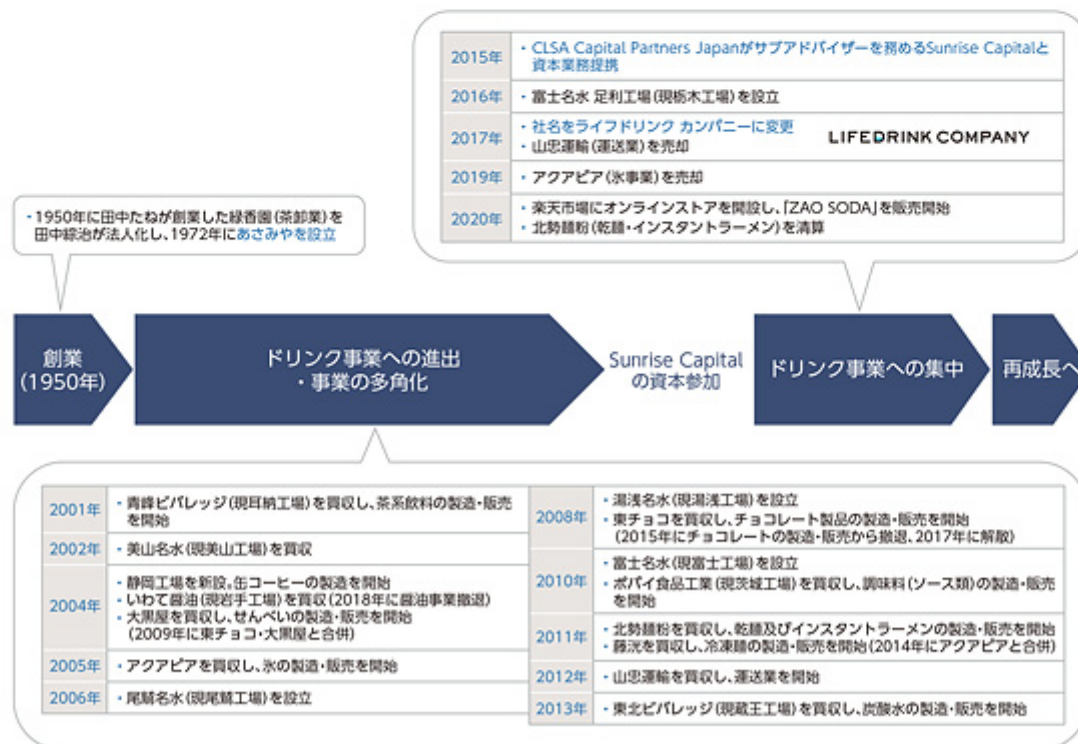 2015年
・CLSA Capital Partners Japanがサブアドバイザーを務めるSunrise Capitalと
資本業務提携
2016年
・富士名水 足利工場(現栃木工場)を設立
2017年
・社名をライフドリンク カンパニーに変更
・山忠運輸(運送業)を売却
LIFEDRINK COMPANY
2019年
・アクアピア(氷事業)を売却
2020年
・楽天市場にオンラインストアを開設し、「ZAO SODA」を販売開始
・北勢麺粉(乾麺・インスタントラーメン)を清算
・1950年に田中たねが創業した緑香園(茶卸業)を
田中綜治が法人化し、1972年にあさみやを設立
創業
(1950年)
ドリンク事業への進出
・事業の多角化
Sunrise Capital
の資本参加
ドリンク事業への集中
再成長へ
2001年
・青峰ビバレッジ(現耳納工場)を買収し、茶系飲料の製造・販売
を開始
2002年
・美山名水(現美山工場)を買収
2004年
・静岡工場を新設。缶コーヒーの製造を開始
・いわて醤油(現岩手工場)を買収(2018年に醤油事業撤退)
・大黒屋を買収し、せんべいの製造・販売を開始
(2009年に東チョコ・大黒屋と合併)
2005年
・アクアピアを買収し、氷の製造・販売を開始
2006年
・尾鷲名水(現尾鷲工場)を設立
2008年
・湯浅名水(現湯浅工場)を設立
・東チョコを買収し、チョコレート製品の製造・販売を開始
(2015年にチョコレートの製造・販売から撤退、2017年に解散)
2010年
・富士名水(現富士工場)を設立
・ポパイ食品工業(現茨城工場)を買収し、調味料(ソース類)の製造・販売
を開始
2011年
・北勢麺粉を買収し、乾麺及びインスタントラーメンの製造・販売を開始
・藤洸を買収し、冷凍麺の製造・販売を開始(2014年にアクアピアと合併)
2012年
・山忠運輸を買収し、運送業を開始
2013年
・東北ビバレッジ(現蔵王工場)を買収し、炭酸水の製造・販売を開始